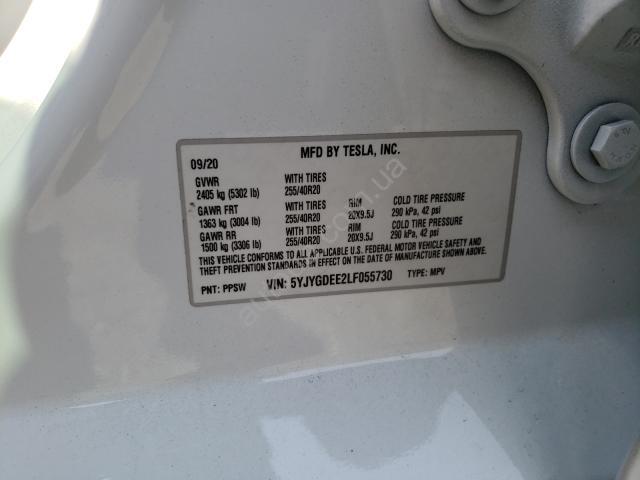 09/20 MFD BY TESLA, INC.
GVWR WITH TIRES
2405 kg (5302 lb) 255/40R20
GAWR FRT WITH TIRES RIM COLD TIRE PRESSURE
1363 kg (3004 lb) 255/40R20 20X9.5J 290 kPa, 42 psi
GAWR RR WITH TIRES RIM COLD TIRE PRESSURE
1500 kg (3306 lb) 255/40R20 20X9.5J 290 kPa, 42 psi
THIS VEHICLE CONFORMS TO ALL APPLICABLE U.S. FEDERAL MOTOR VEHICLE SAFETY AND
THEFT PREVENTION STANDARDS IN EFFECT ON THE DATE OF MANUFACTURE SHOWN ABOVE.
PNT: PPSW VIN: 5YJYGDEE2LF055730 TYPE: MPV